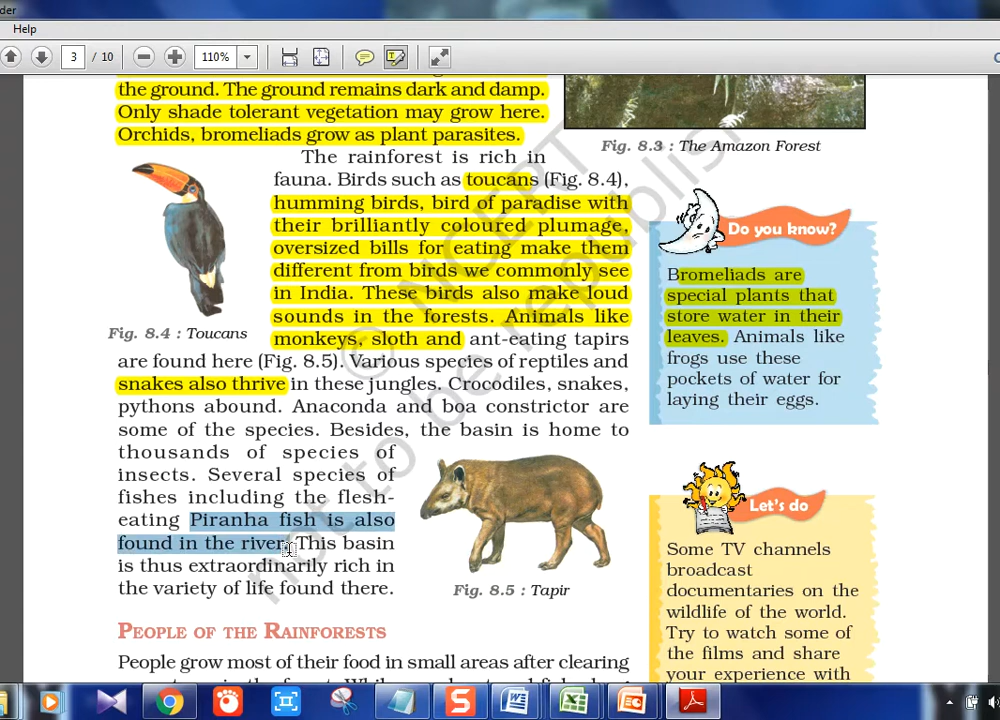 der
Help
3 / 10
110%
the ground. The ground remains dark and damp.
Only shade tolerant vegetation may grow here.
Orchids, bromeliads grow as plant parasites.
Fig. 8.3 : The Amazon Forest
The rainforest is rich in
fauna. Birds such as toucans (Fig. 8.4),
humming birds, bird of paradise with
their brilliantly coloured plumage,
oversized bills for eating make them
different from birds we commonly see
in India. These birds also make loud
sounds in the forests. Animals like
monkeys, sloth and ant-eating tapirs
Fig. 8.4 : Toucans
are found here (Fig. 8.5). Various species of reptiles and
snakes also thrive in these jungles. Crocodiles, snakes,
pythons abound. Anaconda and boa constrictor are
some of the species. Besides, the basin is home to
thousands of species of
insects. Several species of
fishes including the flesh-
eating Piranha fish is also
found in the river. This basin
is thus extraordinarily rich in
the variety of life found there.
Fig. 8.5 : Tapir
PEOPLE OF THE RAINFORESTS
People grow most of their food in small areas after clearing
Do you know?
Bromeliads are
special plants that
store water in their
leaves. Animals like
frogs use these
pockets of water for
laying their eggs.
Let's do
Some TV channels
broadcast
documentaries on the
wildlife of the world.
Try to watch some of
the films and share
your experience with
© NCERT
not to be republish